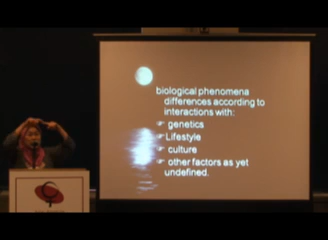 biological phenomena
differences according to
interactions with:
genetics
Lifestyle
culture
other factors as yet
undefined.